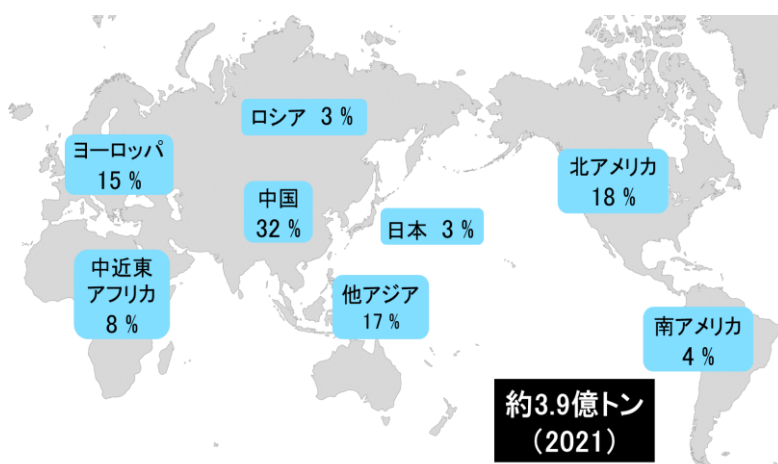 ロシア 3 %
ヨーロッパ
15 %
北アメリカ
18 %
中国
32 %
日本 3 %
中近東
アフリカ
8 %
他アジア
17 %
南アメリカ
4 %
約3.9億トン
（2021）